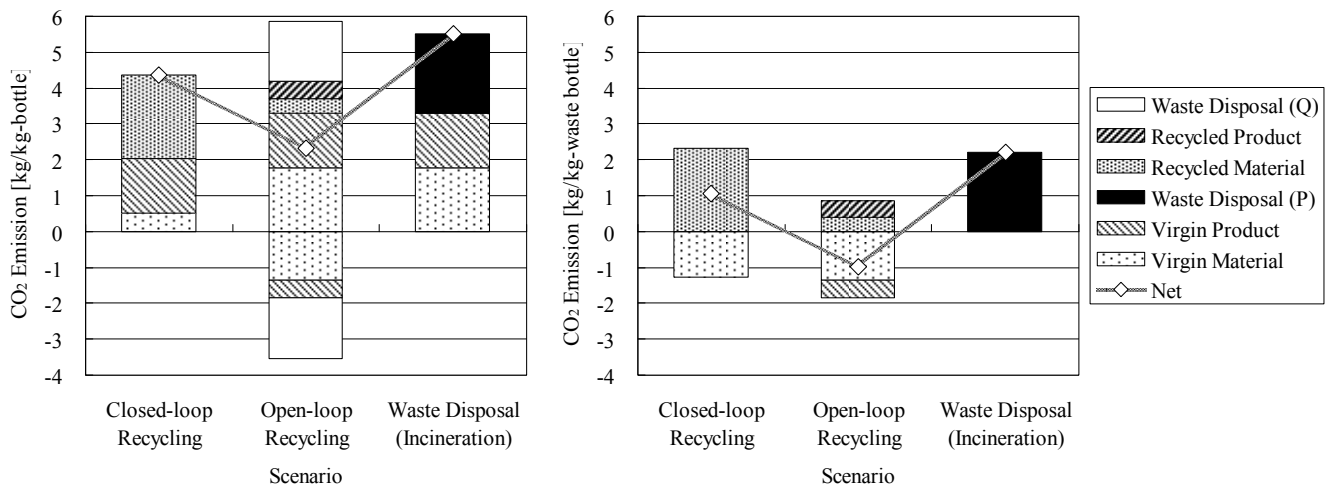 CO2 Emission [kg/kg-bottle]
6
5
4
3
2
1
0
-1
-2
-3
-4
Closed-loop
Recycling
Open-loop
Recycling
Waste Disposal
(Incineration)
Scenario
CO2 Emission [kg/kg-waste bottle]
6
5
4
3
2
1
0
-1
-2
-3
-4
Closed-loop
Recycling
Open-loop
Recycling
Waste Disposal
(Incineration)
Scenario
Waste Disposal (Q)
Recycled Product
Recycled Material
Waste Disposal (P)
Virgin Product
Virgin Material
Net